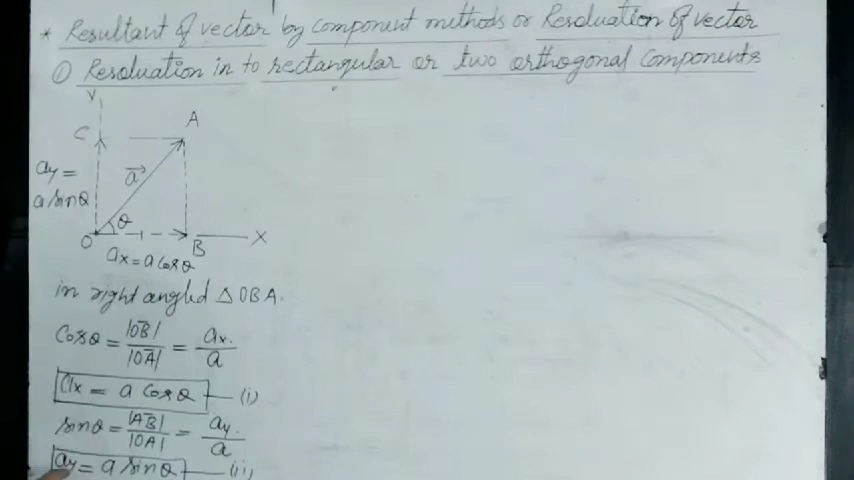 * Resultant of vector by component methods or Resoluation of vector
① Resoluation in to rectangular or two orthogonal components
Y
C
A
ay =
a sinθ
a⃗
θ
O
B
X
ax = a cosθ
in right angled △OBA.
Cosθ = |OB| / |OA| = ax / a
ax = a Cosθ — (i)
sinθ = |AB| / |OA| = ay / a
ay = a sinθ — (ii)